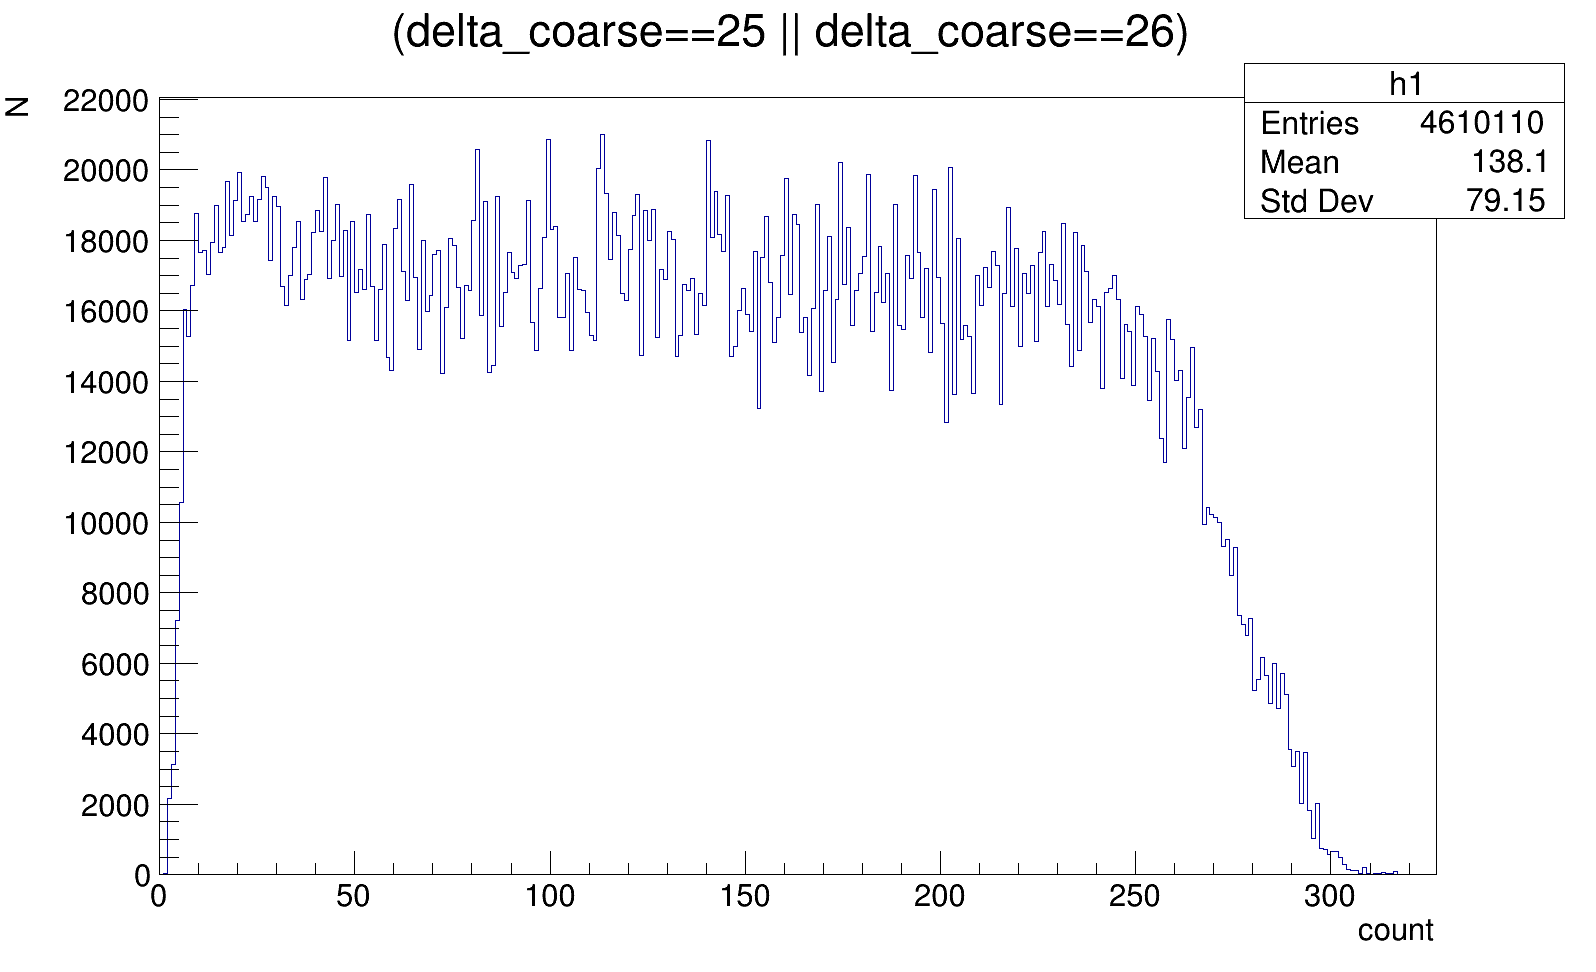 (delta_coarse==25 || delta_coarse==26)
h1
Entries 4610110
Mean 138.1
Std Dev 79.15
N
22000
20000
18000
16000
14000
12000
10000
8000
6000
4000
2000
0
0 50 100 150 200 250 300
count